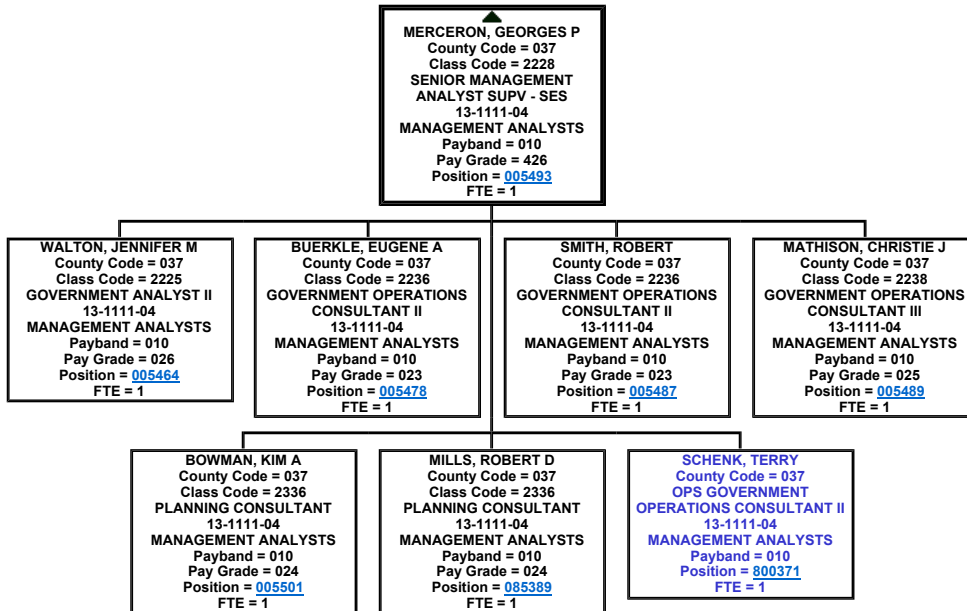 MERCERON, GEORGES P
County Code = 037
Class Code = 2228
SENIOR MANAGEMENT
ANALYST SUPV - SES
13-1111-04
MANAGEMENT ANALYSTS
Payband = 010
Pay Grade = 426
Position = 005493
FTE = 1
WALTON, JENNIFER M
County Code = 037
Class Code = 2225
GOVERNMENT ANALYST II
13-1111-04
MANAGEMENT ANALYSTS
Payband = 010
Pay Grade = 026
Position = 005464
FTE = 1
BUERKLE, EUGENE A
County Code = 037
Class Code = 2236
GOVERNMENT OPERATIONS
CONSULTANT II
13-1111-04
MANAGEMENT ANALYSTS
Payband = 010
Pay Grade = 023
Position = 005478
FTE = 1
SMITH, ROBERT
County Code = 037
Class Code = 2236
GOVERNMENT OPERATIONS
CONSULTANT II
13-1111-04
MANAGEMENT ANALYSTS
Payband = 010
Pay Grade = 023
Position = 005487
FTE = 1
MATHISON, CHRISTIE J
County Code = 037
Class Code = 2238
GOVERNMENT OPERATIONS
CONSULTANT III
13-1111-04
MANAGEMENT ANALYSTS
Payband = 010
Pay Grade = 025
Position = 005489
FTE = 1
BOWMAN, KIM A
County Code = 037
Class Code = 2336
PLANNING CONSULTANT
13-1111-04
MANAGEMENT ANALYSTS
Payband = 010
Pay Grade = 024
Position = 005501
FTE = 1
MILLS, ROBERT D
County Code = 037
Class Code = 2336
PLANNING CONSULTANT
13-1111-04
MANAGEMENT ANALYSTS
Payband = 010
Pay Grade = 024
Position = 085389
FTE = 1
SCHENK, TERRY
County Code = 037
OPS GOVERNMENT
OPERATIONS CONSULTANT II
13-1111-04
MANAGEMENT ANALYSTS
Payband = 010
Position = 800371
FTE = 1